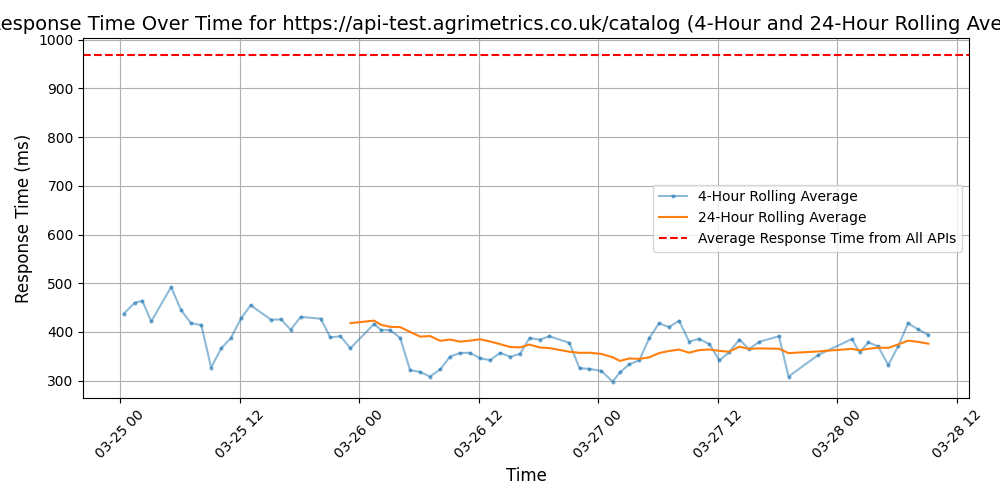 esponse Time Over Time for https://api-test.agrimetrics.co.uk/catalog (4-Hour and 24-Hour Rolling Ave
1000
900
800
700
600
500
400
300
Response Time (ms)
4-Hour Rolling Average
24-Hour Rolling Average
Average Response Time from All APIs
03-25 00
03-25 12
03-26 00
03-26 12
03-27 00
03-27 12
03-28 00
03-28 12
Time